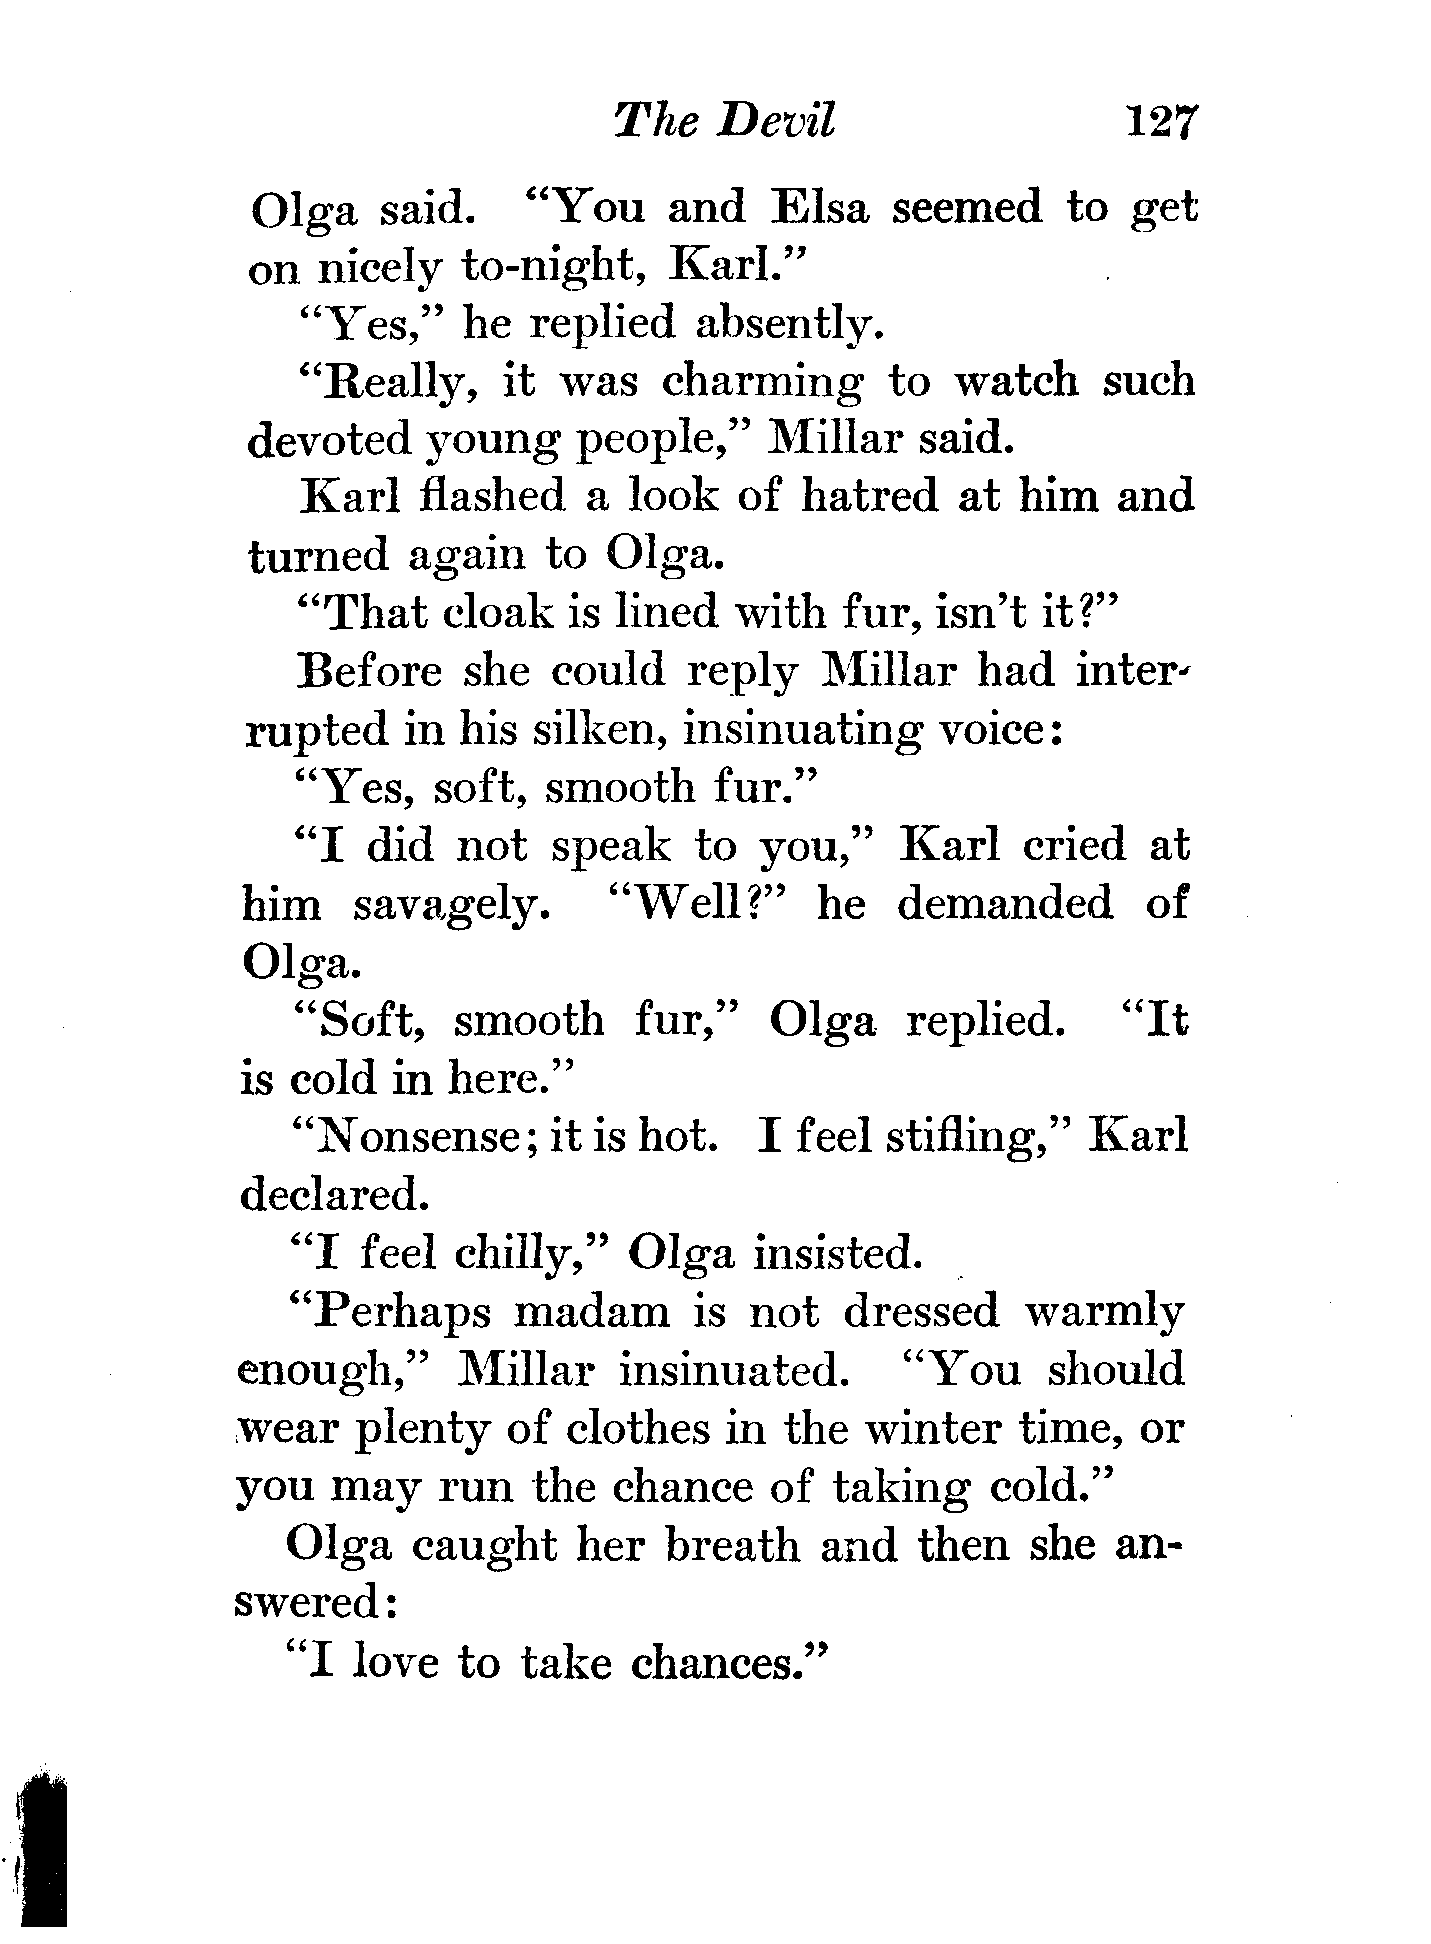 The Devil 127
Olga said. “You and Elsa seemed to get
on nicely to-night, Karl.”
“Yes,” he replied absently.
“Really, it was charming to watch such
devoted young people,” Millar said.
Karl flashed a look of hatred at him and
turned again to Olga.
“That cloak is lined with fur, isn’t it?”
Before she could reply Millar had inter-
rupted in his silken, insinuating voice:
“Yes, soft, smooth fur.”
“I did not speak to you,” Karl cried at
him savagely. “Well?” he demanded of
Olga.
“Soft, smooth fur,” Olga replied. “It
is cold in here.”
“Nonsense; it is hot. I feel stifling,” Karl
declared.
“I feel chilly,” Olga insisted.
“Perhaps madam is not dressed warmly
enough,” Millar insinuated. “You should
wear plenty of clothes in the winter time, or
you may run the chance of taking cold.”
Olga caught her breath and then she an-
swered:
“I love to take chances.”